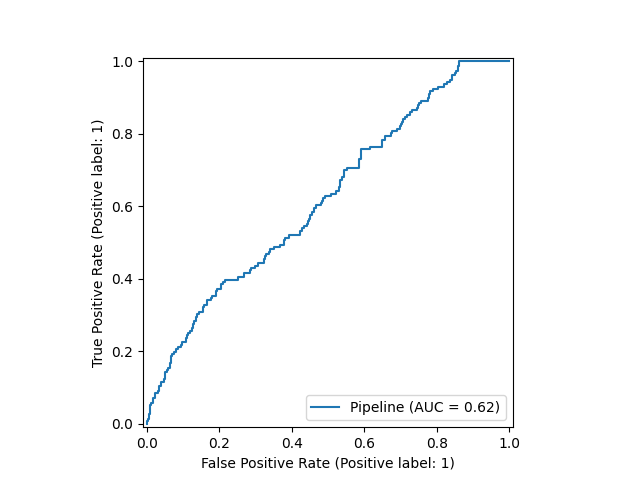 1.0
0.8
0.6
0.4
0.2
0.0
True Positive Rate (Positive label: 1)
Pipeline (AUC = 0.62)
0.0 0.2 0.4 0.6 0.8 1.0
False Positive Rate (Positive label: 1)